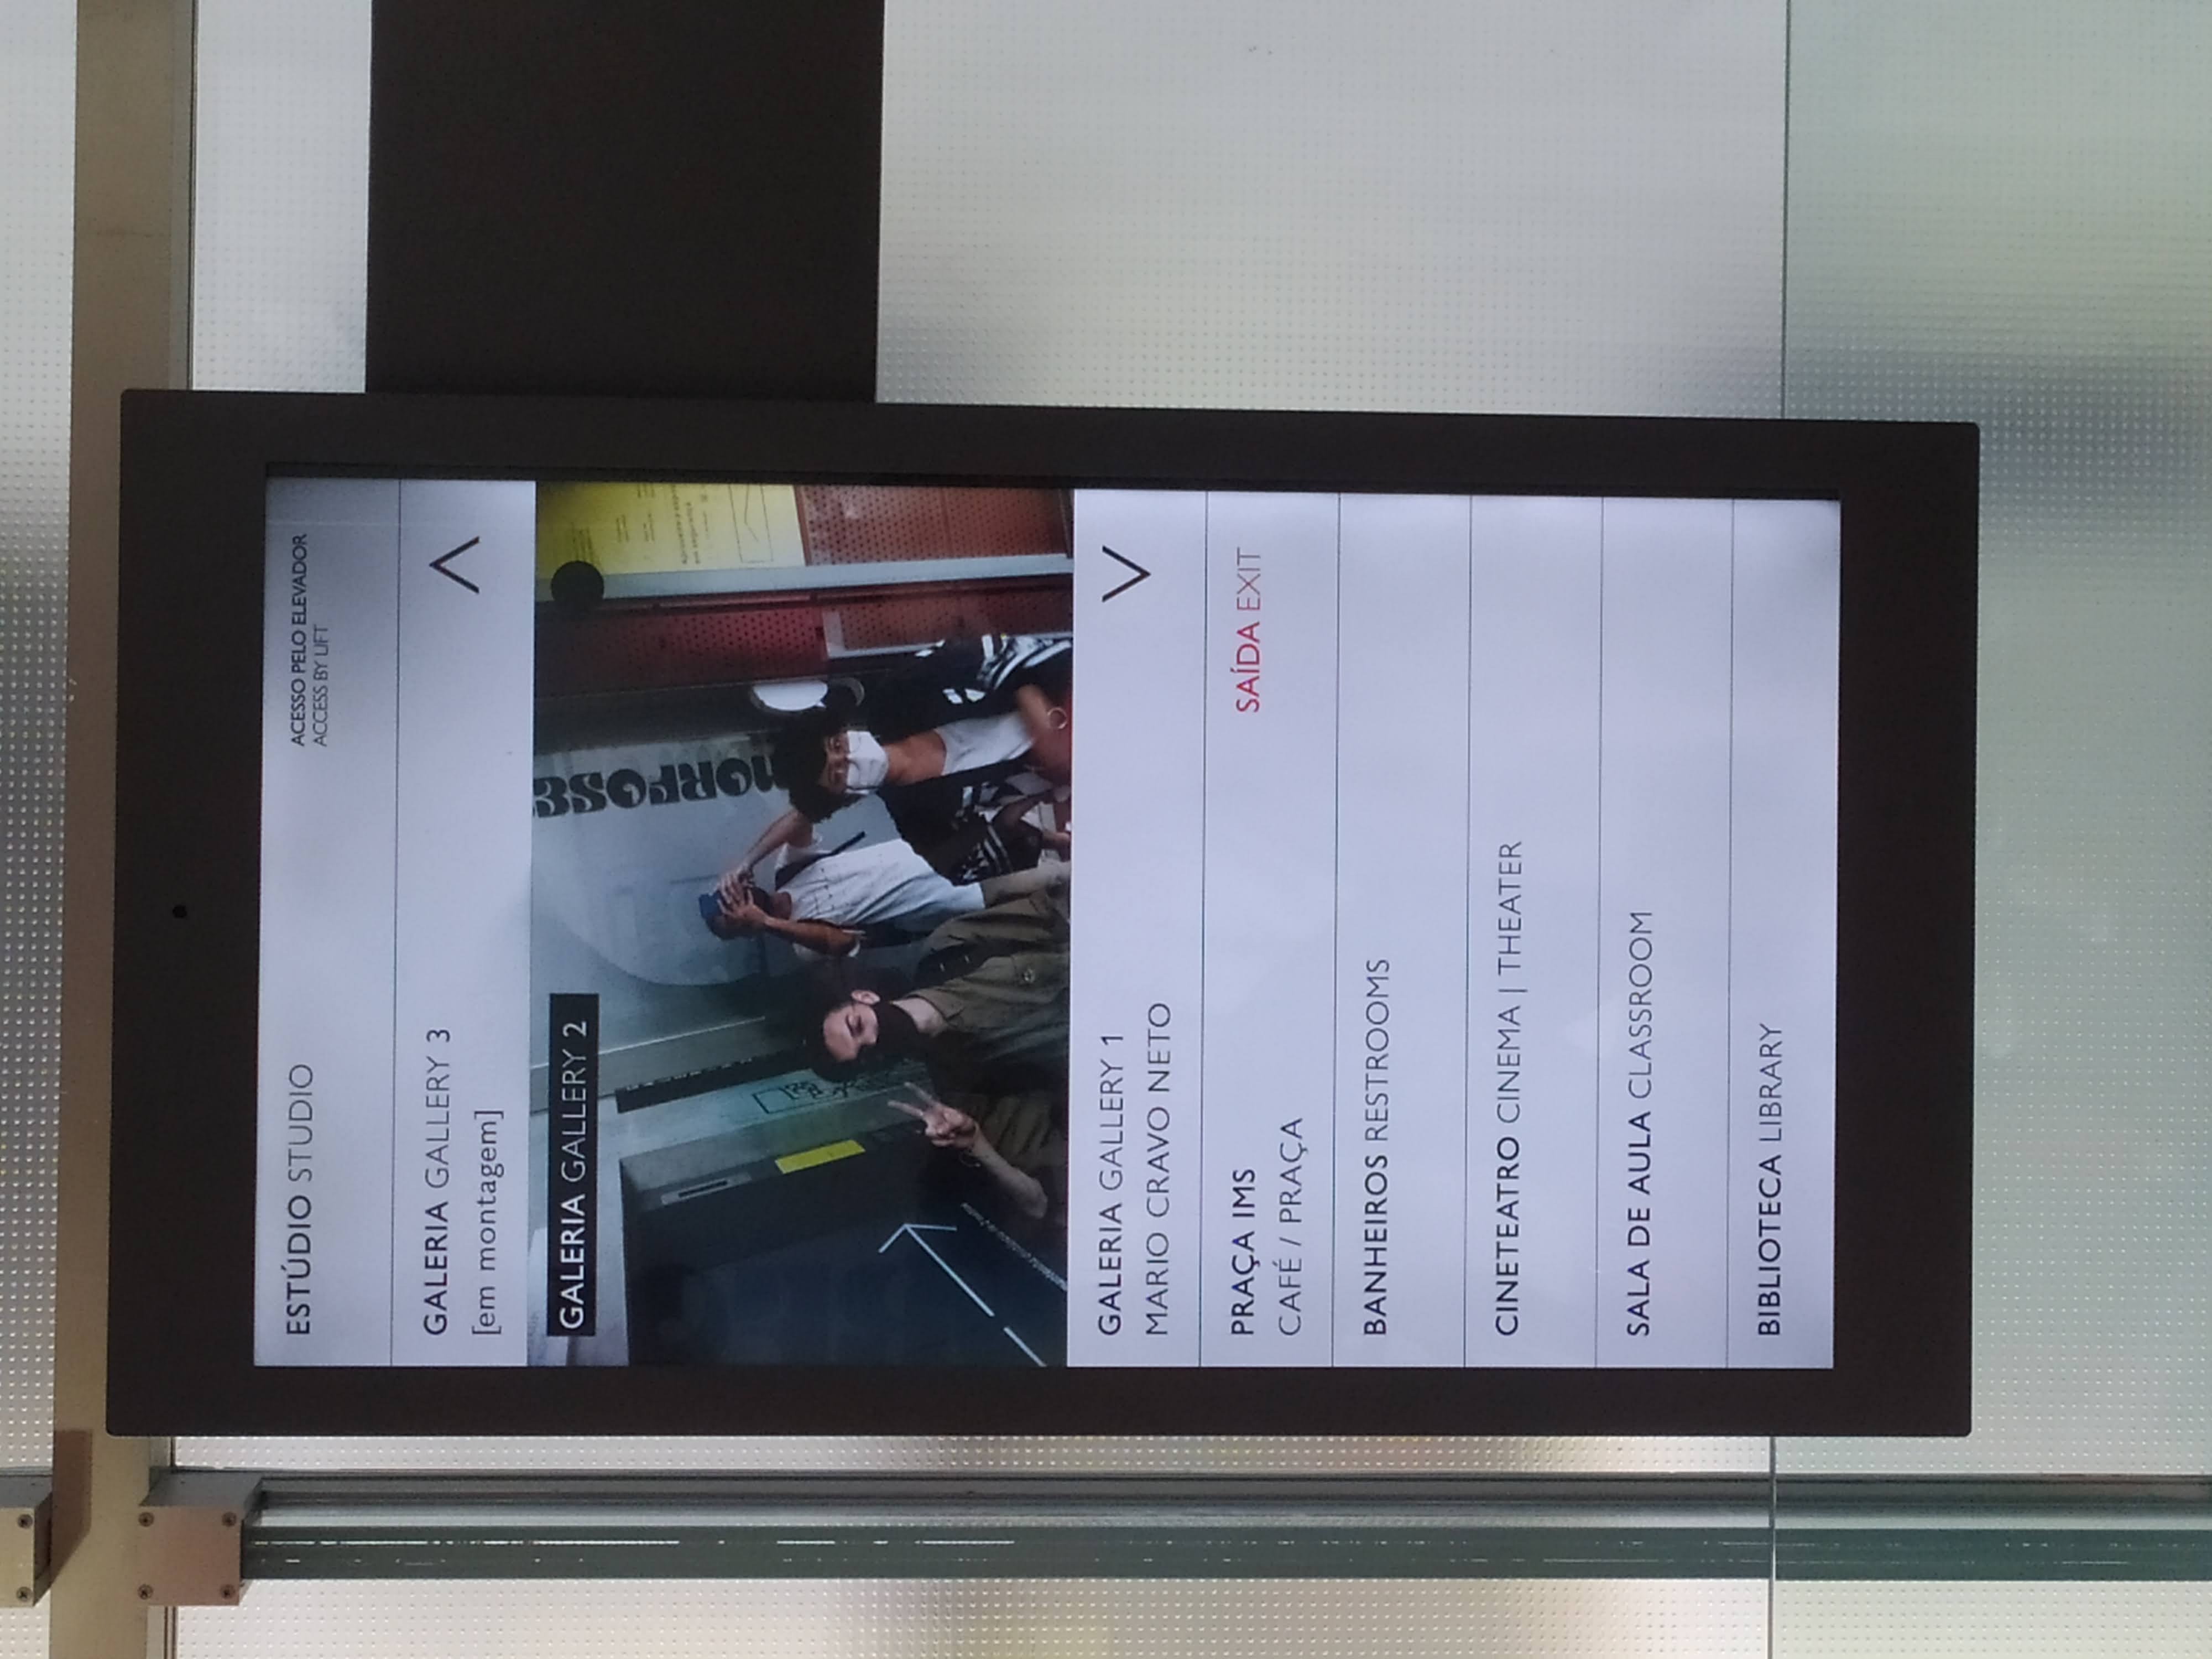 ESTÚDIO STUDIO
ACESSO PELO ELEVADOR
ACCESS BY LIFT
GALERIA GALLERY 3
[em montagem]
GALERIA GALLERY 2
GALERIA GALLERY 1
MARIO CRAVO NETO
PRAÇA IMS
SAÍDA EXIT
CAFÉ / PRAÇA
BANHEIROS RESTROOMS
CINETEATRO CINEMA | THEATER
SALA DE AULA CLASSROOM
BIBLIOTECA LIBRARY